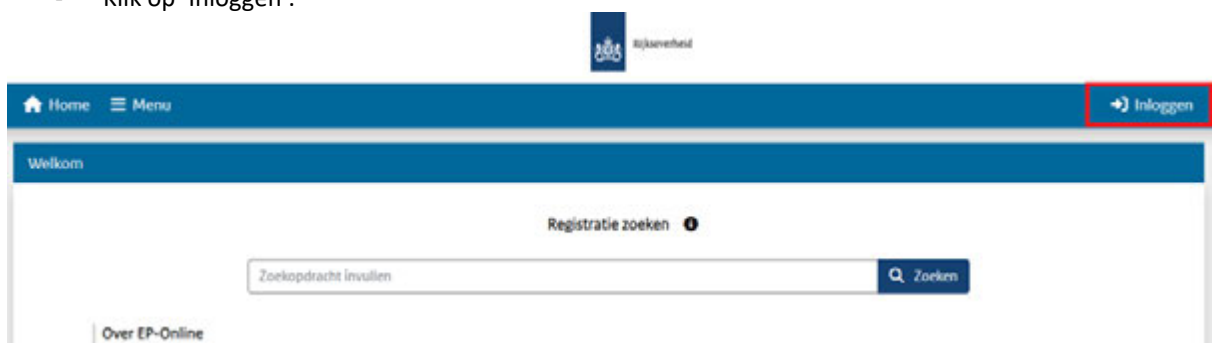 Klik op "Inloggen".
Rijksoverheid
Home Menu Inloggen
Welkom
Registratie zoeken
Zoekopdracht invullen Zoeken
Over EP-Online